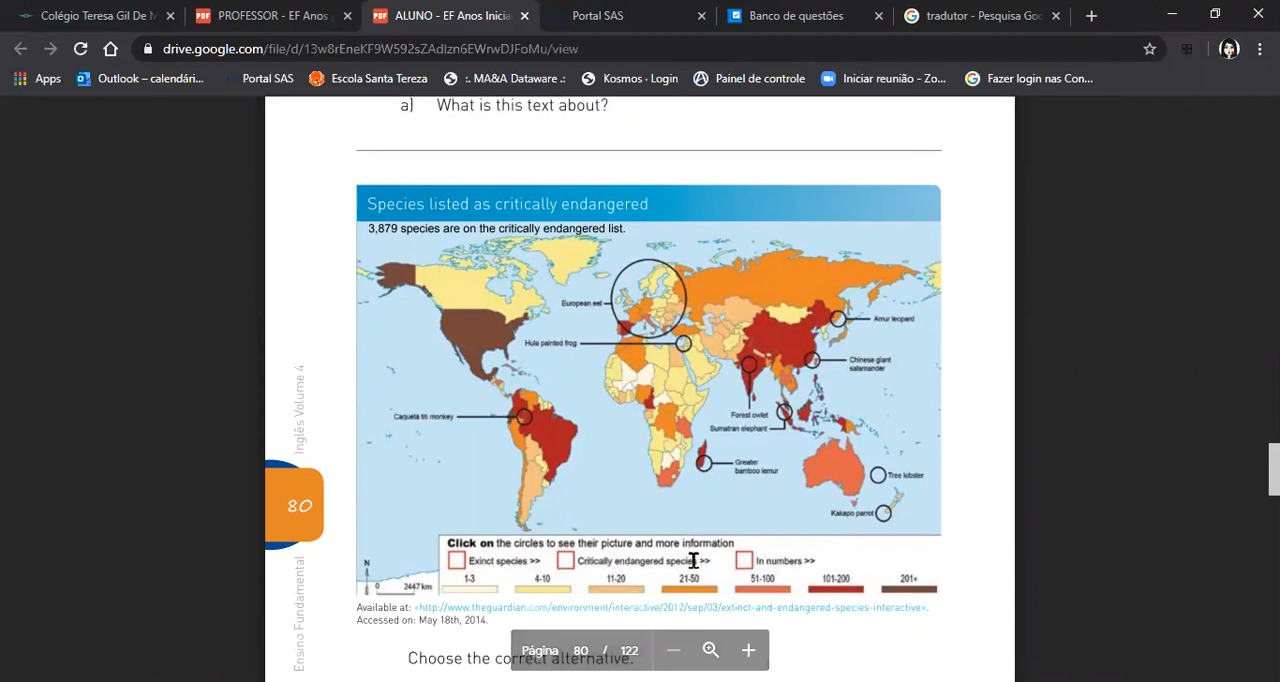 Colégio Teresa Gil De M
PROFESSOR - EF Anos
ALUNO - EF Anos Inicia
Portal SAS
Banco de questões
tradutor - Pesquisa Goo
drive.google.com/file/d/13w8rEneKF9W592sZAdIzn6EWrwDJFoMu/view
Apps
Outlook – calendári...
Portal SAS
Escola Santa Tereza
:. MA&A Dataware .:
Kosmos · Login
Painel de controle
Iniciar reunião - Zo...
Fazer login nas Con...
a) What is this text about?
Species listed as critically endangered
3,879 species are on the critically endangered list.
European eel
Amur leopard
Hula painted frog
Chinese giant
salamander
Caqueta titi monkey
Forest owlet
Sumatran elephant
Greater
bamboo lemur
Tree lobster
Kakapo parrot
Click on the circles to see their picture and more information
Exinct species >>
Critically endangered species >>
In numbers >>
N
0 2447 km
1-3 4-10 11-20 21-50 51-100 101-200 201+
Available at: <http://www.theguardian.com/environment/interactive/2012/sep/03/extinct-and-endangered-species-interactive>.
Accessed on: May 18th, 2014.
Choose the correct alternative.
Página 80 / 122
Inglês Volume 4
80
Ensino Fundamental